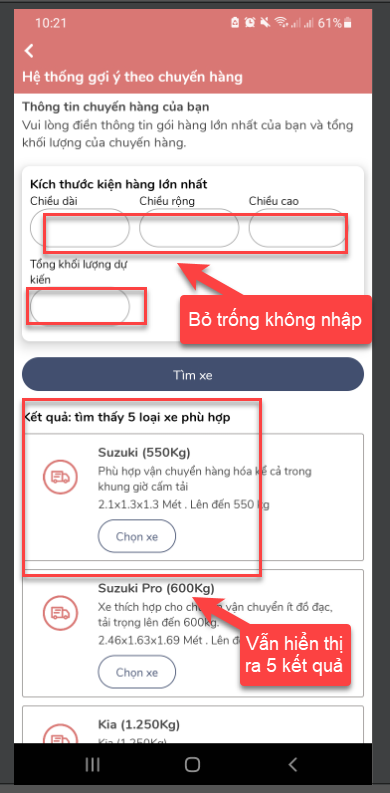 10:21
61%
Hệ thống gợi ý theo chuyến hàng
Thông tin chuyến hàng của bạn
Vui lòng điền thông tin gói hàng lớn nhất của bạn và tổng
khối lượng của chuyến hàng.
Kích thước kiện hàng lớn nhất
Chiều dài Chiều rộng Chiều cao
Tổng khối lượng dự
kiến
Bỏ trống không nhập
Tìm xe
Kết quả: tìm thấy 5 loại xe phù hợp
Suzuki (550Kg)
Phù hợp vận chuyển hàng hóa kể cả trong
khung giờ cấm tải
2.1x1.3x1.3 Mét . Lên đến 550 kg
Chọn xe
Suzuki Pro (600Kg)
Xe thích hợp cho chuyến vận chuyển ít đồ đạc,
tải trọng lên đến 600kg.
2.46x1.63x1.69 Mét . Lên
Vẫn hiển thị
ra 5 kết quả
Chọn xe
Kia (1.250Kg)
Kia (1.250Kg)